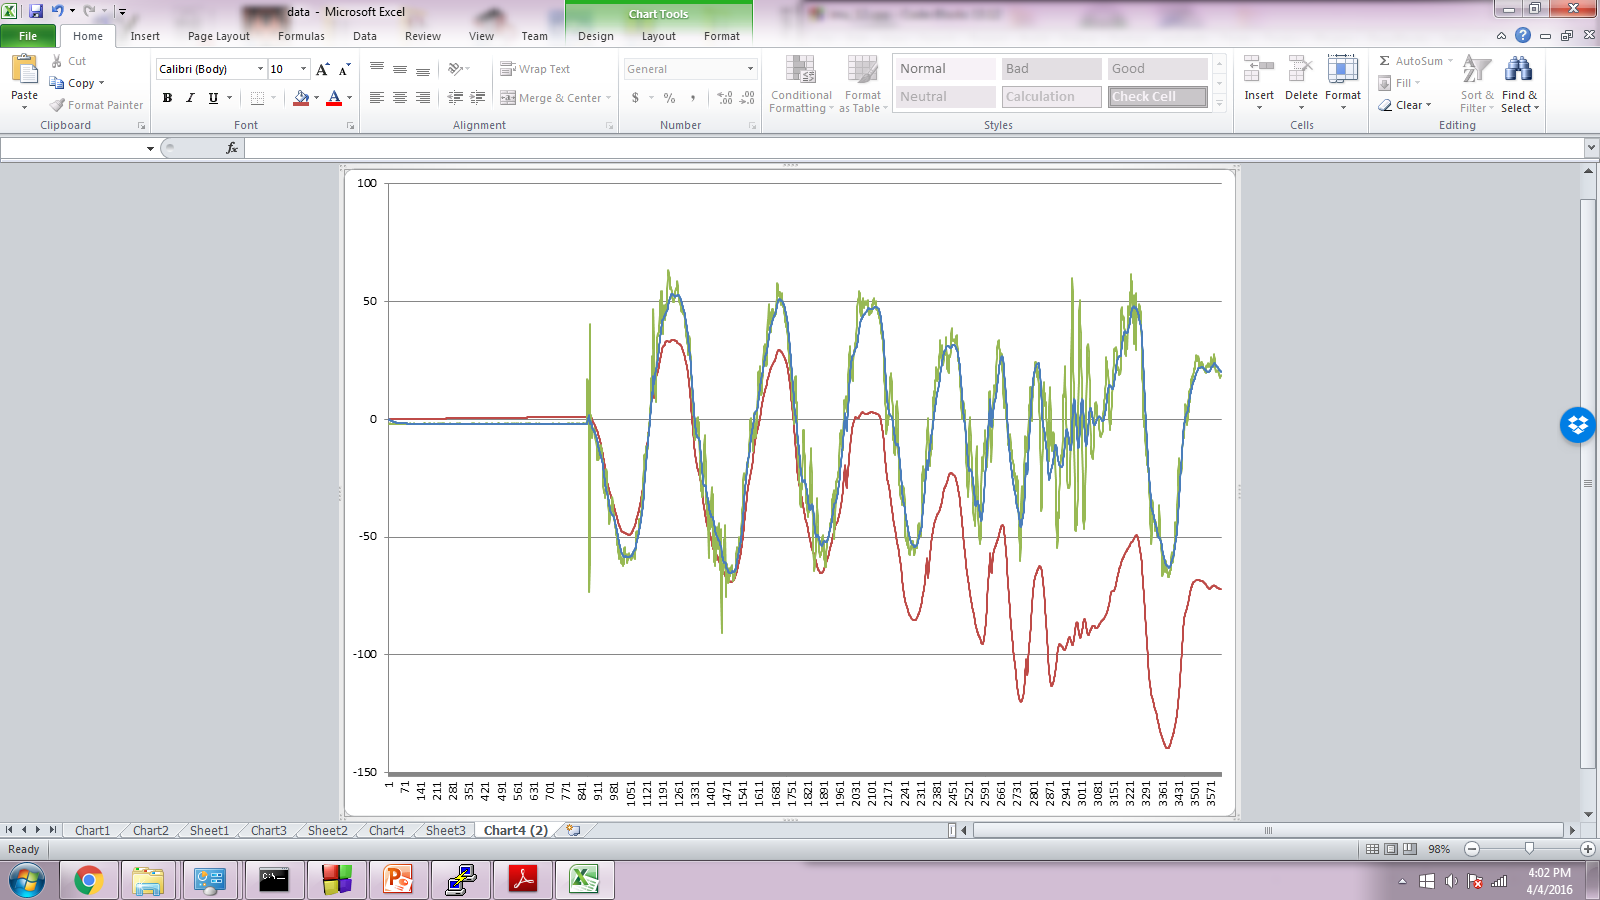 data - Microsoft Excel
Chart Tools
File Home Insert Page Layout Formulas Data Review View Team Design Layout Format
Paste
Cut
Copy
Format Painter
Clipboard
Calibri (Body) 10
B I U
Font
Wrap Text
Merge & Center
Alignment
General
$ % ,
Number
Conditional Formatting
Format as Table
Normal Bad Good
Neutral Calculation Check Cell
Styles
Insert Delete Format
Cells
AutoSum
Fill
Clear
Sort & Filter
Find & Select
Editing
fx
100
50
0
-50
-100
-150
1 71 141 211 281 351 421 491 561 631 701 771 841 911 981 1051 1121 1191 1261 1331 1401 1471 1541 1611 1681 1751 1821 1891 1961 2031 2101 2171 2241 2311 2381 2451 2521 2591 2661 2731 2801 2871 2941 3011 3081 3151 3221 3291 3361 3431 3501 3571
Chart1 Chart2 Sheet1 Chart3 Sheet2 Chart4 Sheet3 Chart4 (2)
Ready
98%
4:02 PM
4/4/2016